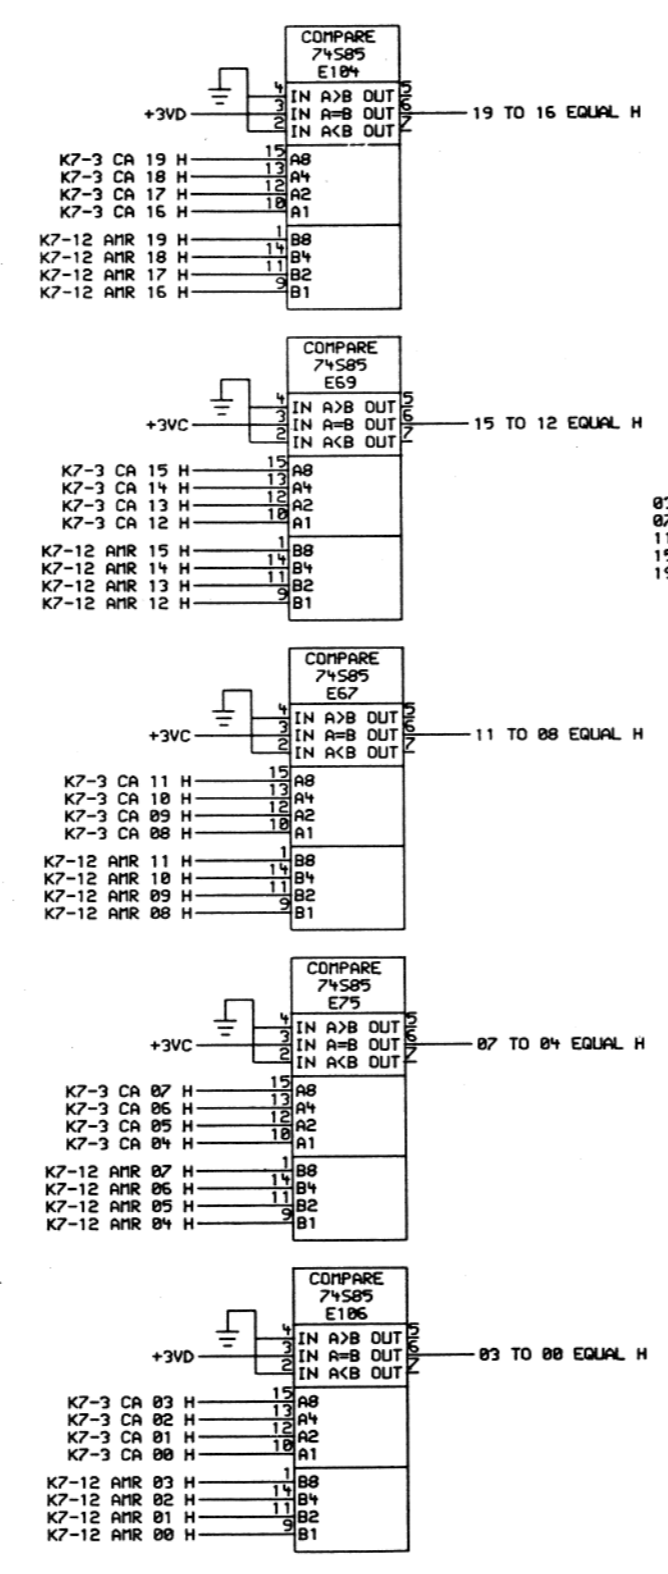 COMPARE
74S85
E104
4 IN A>B OUT 5
+3VD 3 IN A=B OUT 6 19 TO 16 EQUAL H
2 IN A<B OUT 7
K7-3 CA 19 H 15 A8
K7-3 CA 18 H 13 A4
K7-3 CA 17 H 12 A2
K7-3 CA 16 H 10 A1
K7-12 AMR 19 H 1 B8
K7-12 AMR 18 H 14 B4
K7-12 AMR 17 H 11 B2
K7-12 AMR 16 H 9 B1
COMPARE
74S85
E69
4 IN A>B OUT 5
+3VC 3 IN A=B OUT 6 15 TO 12 EQUAL H
2 IN A<B OUT 7
K7-3 CA 15 H 15 A8
K7-3 CA 14 H 13 A4
K7-3 CA 13 H 12 A2
K7-3 CA 12 H 10 A1
K7-12 AMR 15 H 1 B8
K7-12 AMR 14 H 14 B4
K7-12 AMR 13 H 11 B2
K7-12 AMR 12 H 9 B1
11
COMPARE
74S85
E67
4 IN A>B OUT 5
+3VC 3 IN A=B OUT 6 11 TO 08 EQUAL H
2 IN A<B OUT 7
K7-3 CA 11 H 15 A8
K7-3 CA 10 H 13 A4
K7-3 CA 09 H 12 A2
K7-3 CA 08 H 10 A1
K7-12 AMR 11 H 1 B8
K7-12 AMR 10 H 14 B4
K7-12 AMR 09 H 11 B2
K7-12 AMR 08 H 9 B1
COMPARE
74S85
E75
4 IN A>B OUT 5
+3VC 3 IN A=B OUT 6 07 TO 04 EQUAL H
2 IN A<B OUT 7
K7-3 CA 07 H 15 A8
K7-3 CA 06 H 13 A4
K7-3 CA 05 H 12 A2
K7-3 CA 04 H 10 A1
K7-12 AMR 07 H 1 B8
K7-12 AMR 06 H 14 B4
K7-12 AMR 05 H 11 B2
K7-12 AMR 04 H 9 B1
COMPARE
74S85
E106
4 IN A>B OUT 5
+3VD 3 IN A=B OUT 6 03 TO 00 EQUAL H
2 IN A<B OUT 7
K7-3 CA 03 H 15 A8
K7-3 CA 02 H 13 A4
K7-3 CA 01 H 12 A2
K7-3 CA 00 H 10 A1
K7-12 AMR 03 H 1 B8
K7-12 AMR 02 H 14 B4
K7-12 AMR 01 H 11 B2
K7-12 AMR 00 H 9 B1